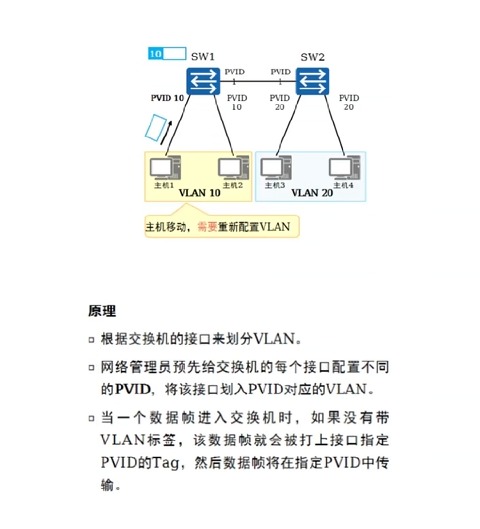 10
SW1
SW2
PVID
1
PVID
1
PVID 10
PVID
10
PVID
20
PVID
20
主机1
主机2
主机3
主机4
VLAN 10
VLAN 20
主机移动，需要重新配置VLAN
原理
根据交换机的接口来划分VLAN。
网络管理员预先给交换机的每个接口配置不同
的PVID，将该接口划入PVID对应的VLAN。
当一个数据帧进入交换机时，如果没有带
VLAN标签，该数据帧就会被打上接口指定
PVID的Tag，然后数据帧将在指定PVID中传
输。